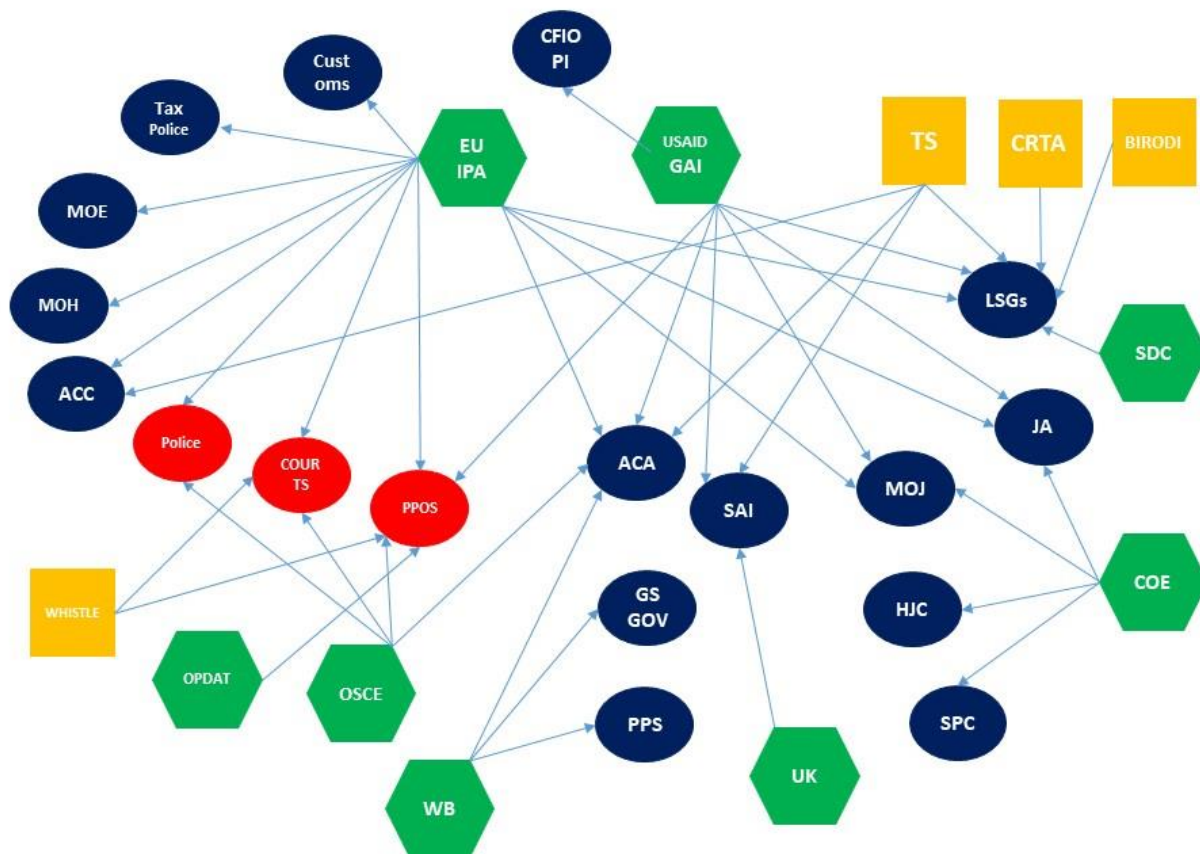 CFIO
PI
Cust
oms
Tax
Police
EU
IPA
USAID
GAI
TS
CRTA
BIRODI
MOE
MOH
LSGs
SDC
ACC
Police
COUR
TS
PPOS
ACA
SAI
MOJ
JA
WHISTLE
GS
GOV
HJC
COE
OPDAT
OSCE
PPS
SPC
WB
UK